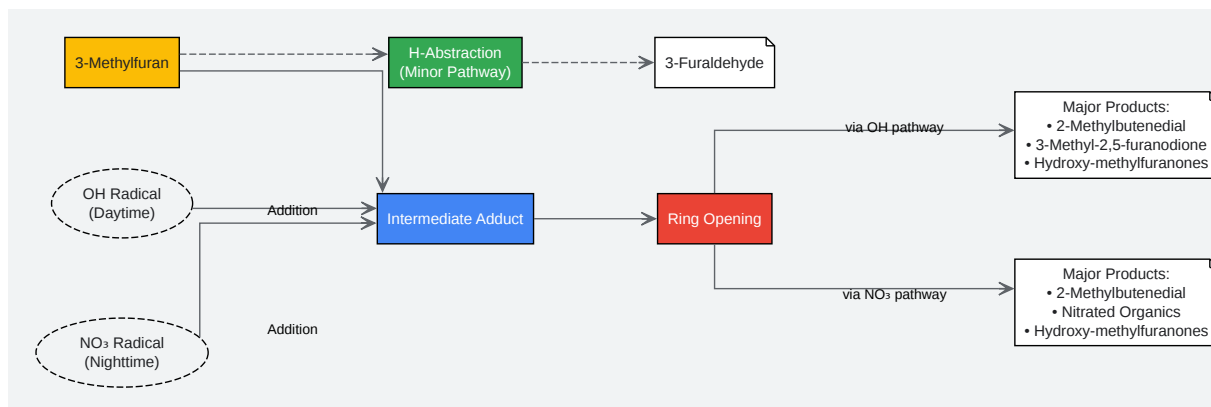 3-Methylfuran
H-Abstraction
(Minor Pathway)
3-Furaldehyde
Major Products:
• 2-Methylbutenedial
• 3-Methyl-2,5-furanodione
• Hydroxy-methylfuranones
via OH pathway
OH Radical
(Daytime)
Addition
Intermediate Adduct
Ring Opening
Major Products:
• 2-Methylbutenedial
• Nitrated Organics
• Hydroxy-methylfuranones
via NO₃ pathway
Addition
NO₃ Radical
(Nighttime)